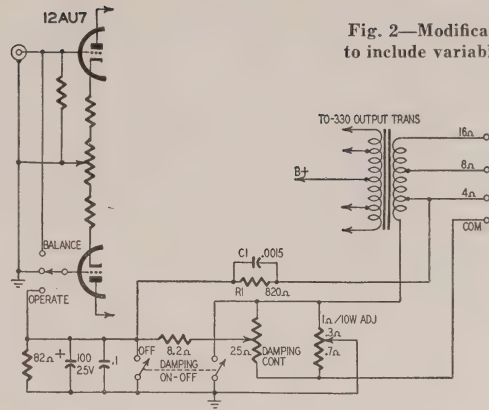 12AU7
Fig. 2—Modifica
to include variabl
TO-330 OUTPUT TRANS
16Ω
8Ω
B+
4Ω
COM
C1 .0015
BALANCE
R1 820Ω
OPERATE
1Ω/10W ADJ
OFF 8.2Ω .3Ω
82Ω + 100 .1 25Ω .7Ω
25V DAMPING DAMPING
ON-OFF CONT